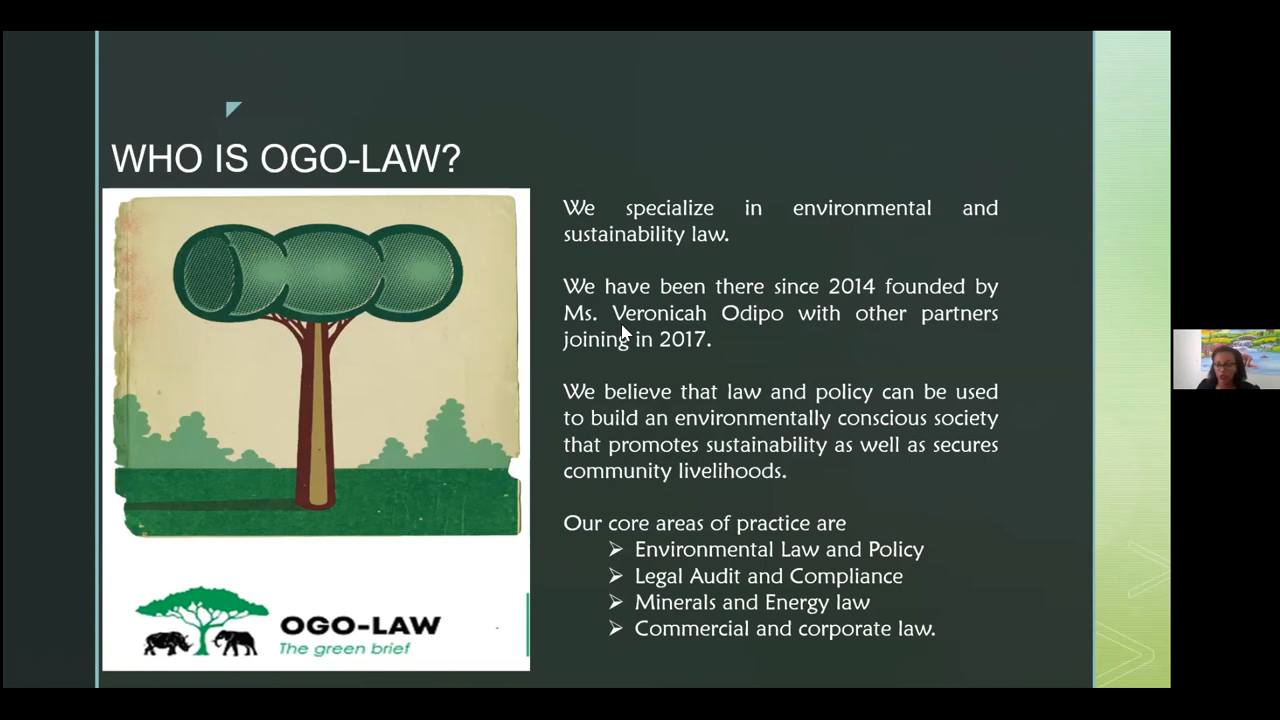 WHO IS OGO-LAW?
We specialize in environmental and
sustainability law.
We have been there since 2014 founded by
Ms. Veronicah Odipo with other partners
joining in 2017.
We believe that law and policy can be used
to build an environmentally conscious society
that promotes sustainability as well as secures
community livelihoods.
Our core areas of practice are
➢ Environmental Law and Policy
➢ Legal Audit and Compliance
➢ Minerals and Energy law
➢ Commercial and corporate law.
OGO-LAW
The green brief